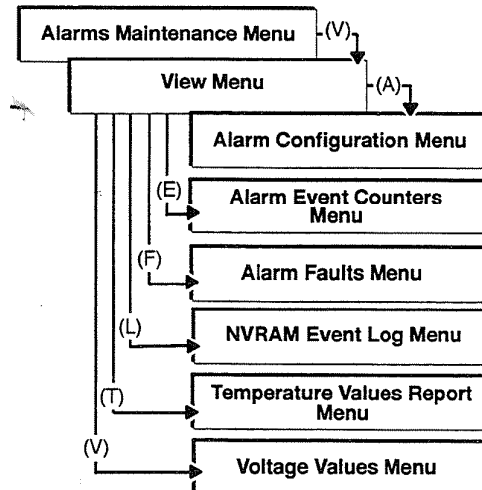 Alarms Maintenance Menu
(V)
View Menu
(A)
Alarm Configuration Menu
(E)
Alarm Event Counters
Menu
(F)
Alarm Faults Menu
(L)
NVRAM Event Log Menu
(T)
Temperature Values Report
Menu
(V)
Voltage Values Menu